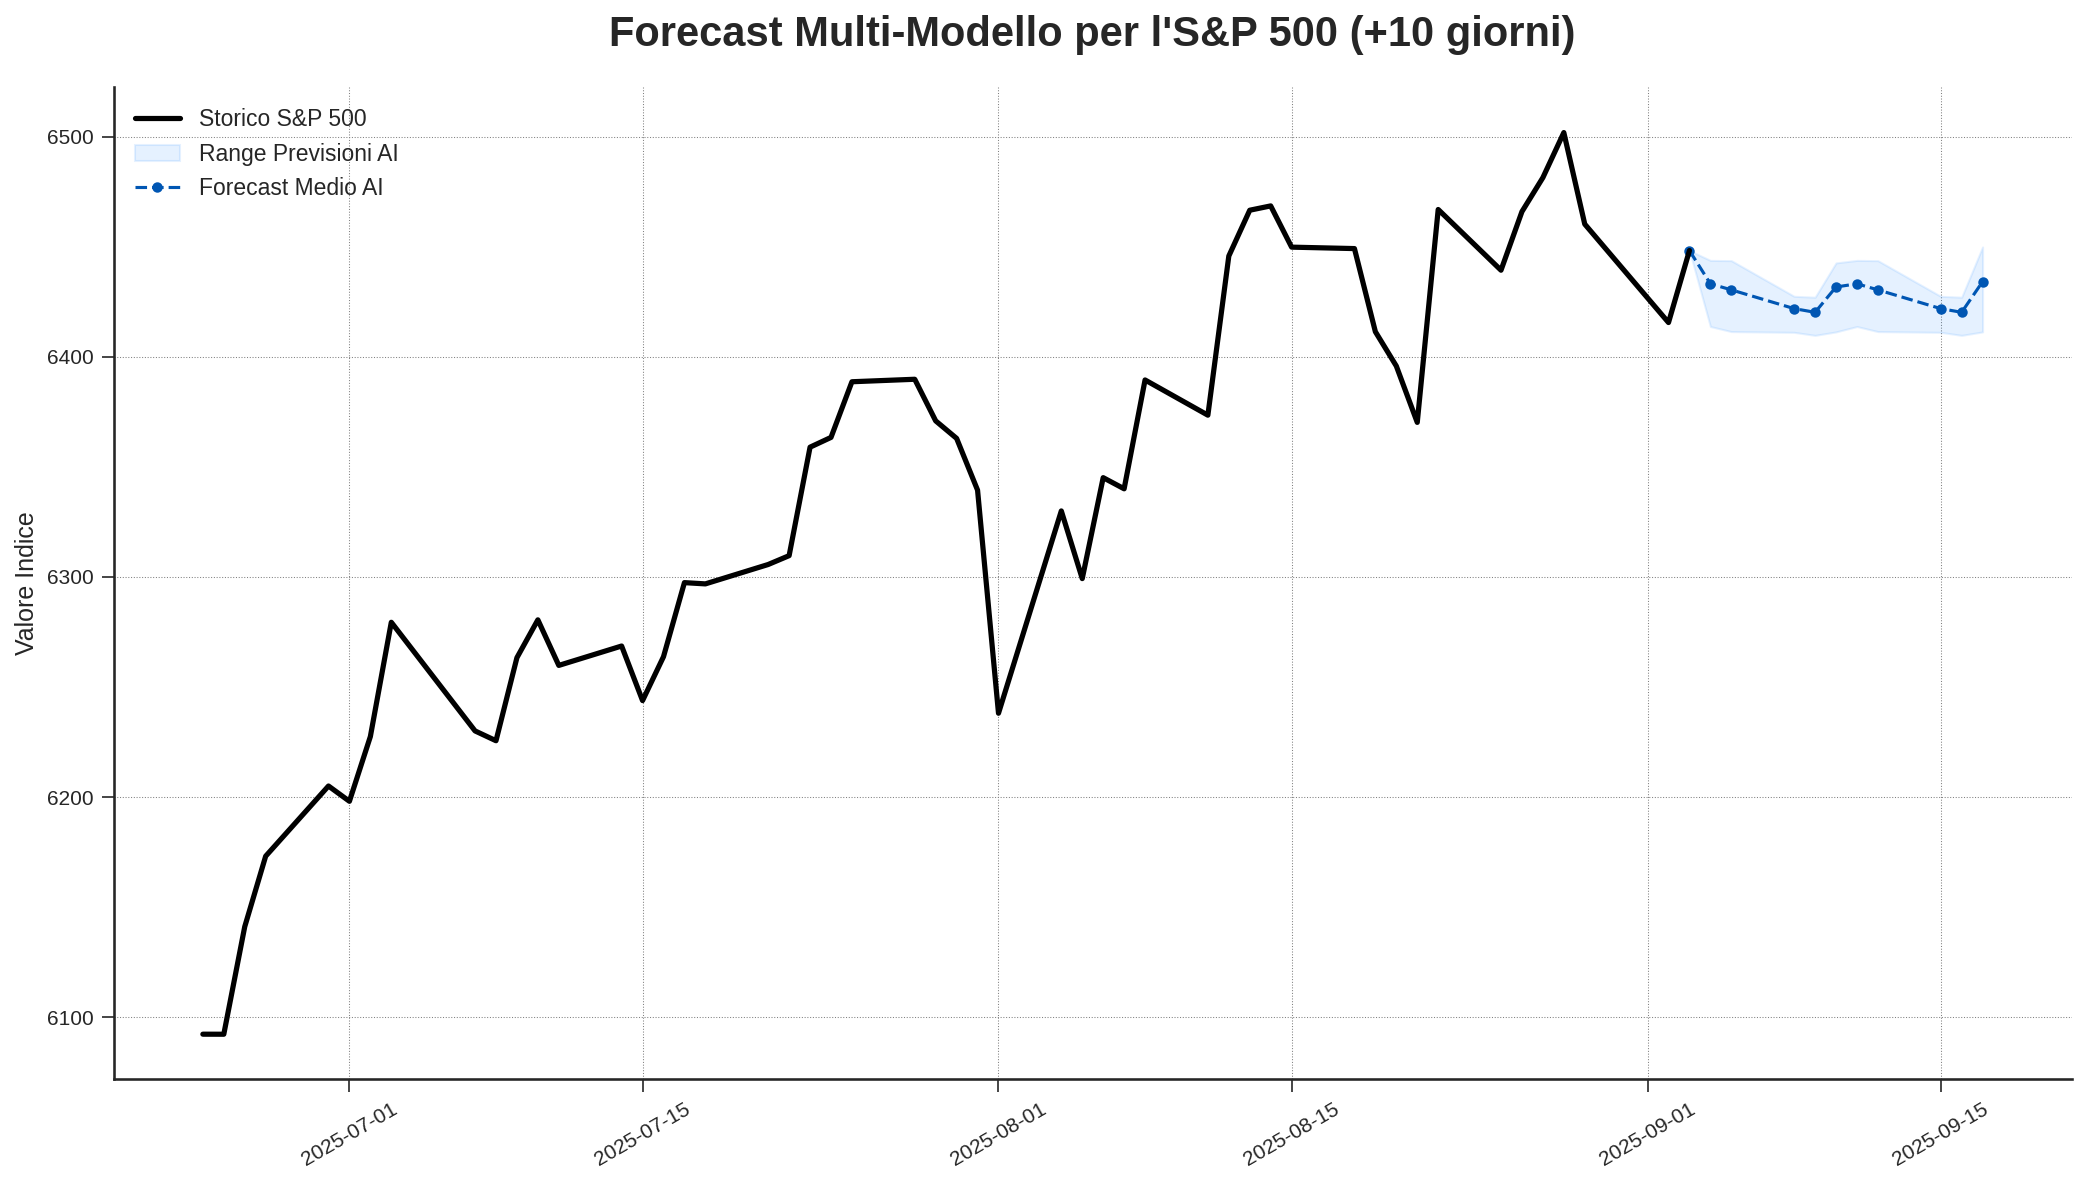 Forecast Multi-Modello per l'S&P 500 (+10 giorni)
Storico S&P 500
Range Previsioni AI
Forecast Medio AI
Valore Indice
6500
6400
6300
6200
6100
2025-07-01
2025-07-15
2025-08-01
2025-08-15
2025-09-01
2025-09-15